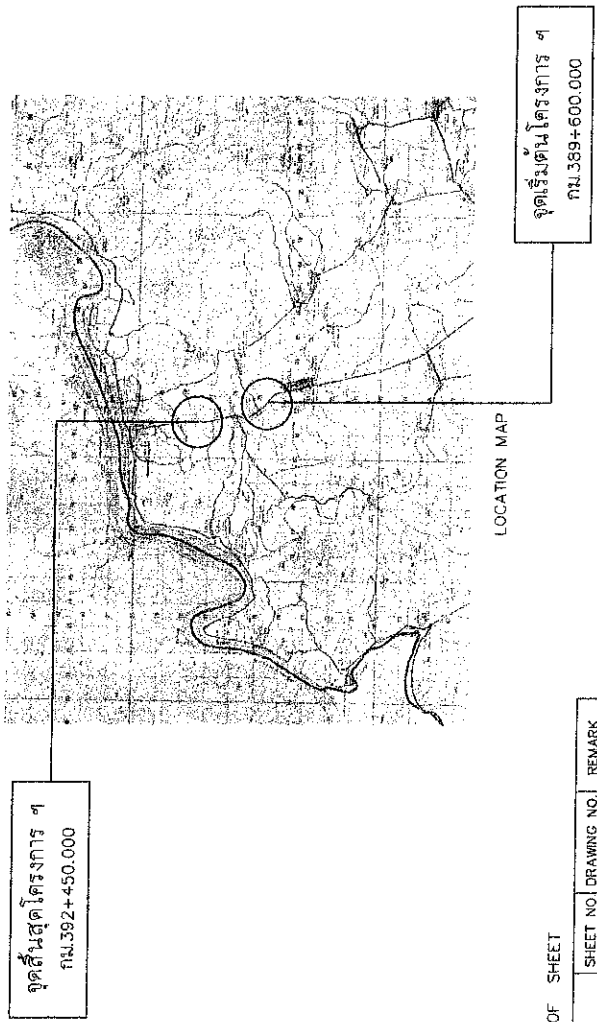 จุดสิ้นสุดโครงการ ฯ
กม.392+450.000
จุดเริ่มต้นโครงการ ฯ
กม.389+600.000
LOCATION MAP
OF SHEET
SHEET NO. DRAWING NO. REMARK